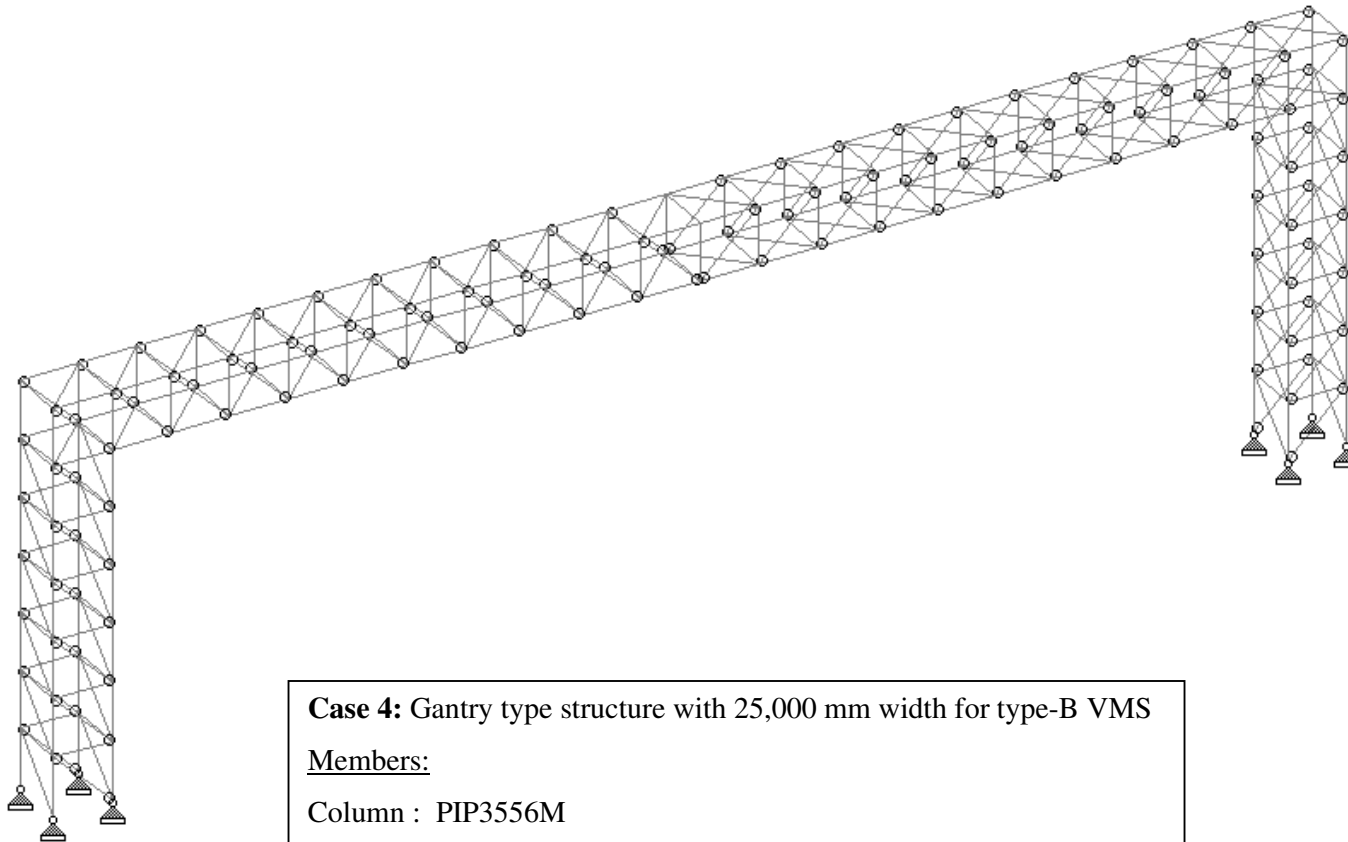 Case 4: Gantry type structure with 25,000 mm width for type-B VMS
Members:
Column : PIP3556M